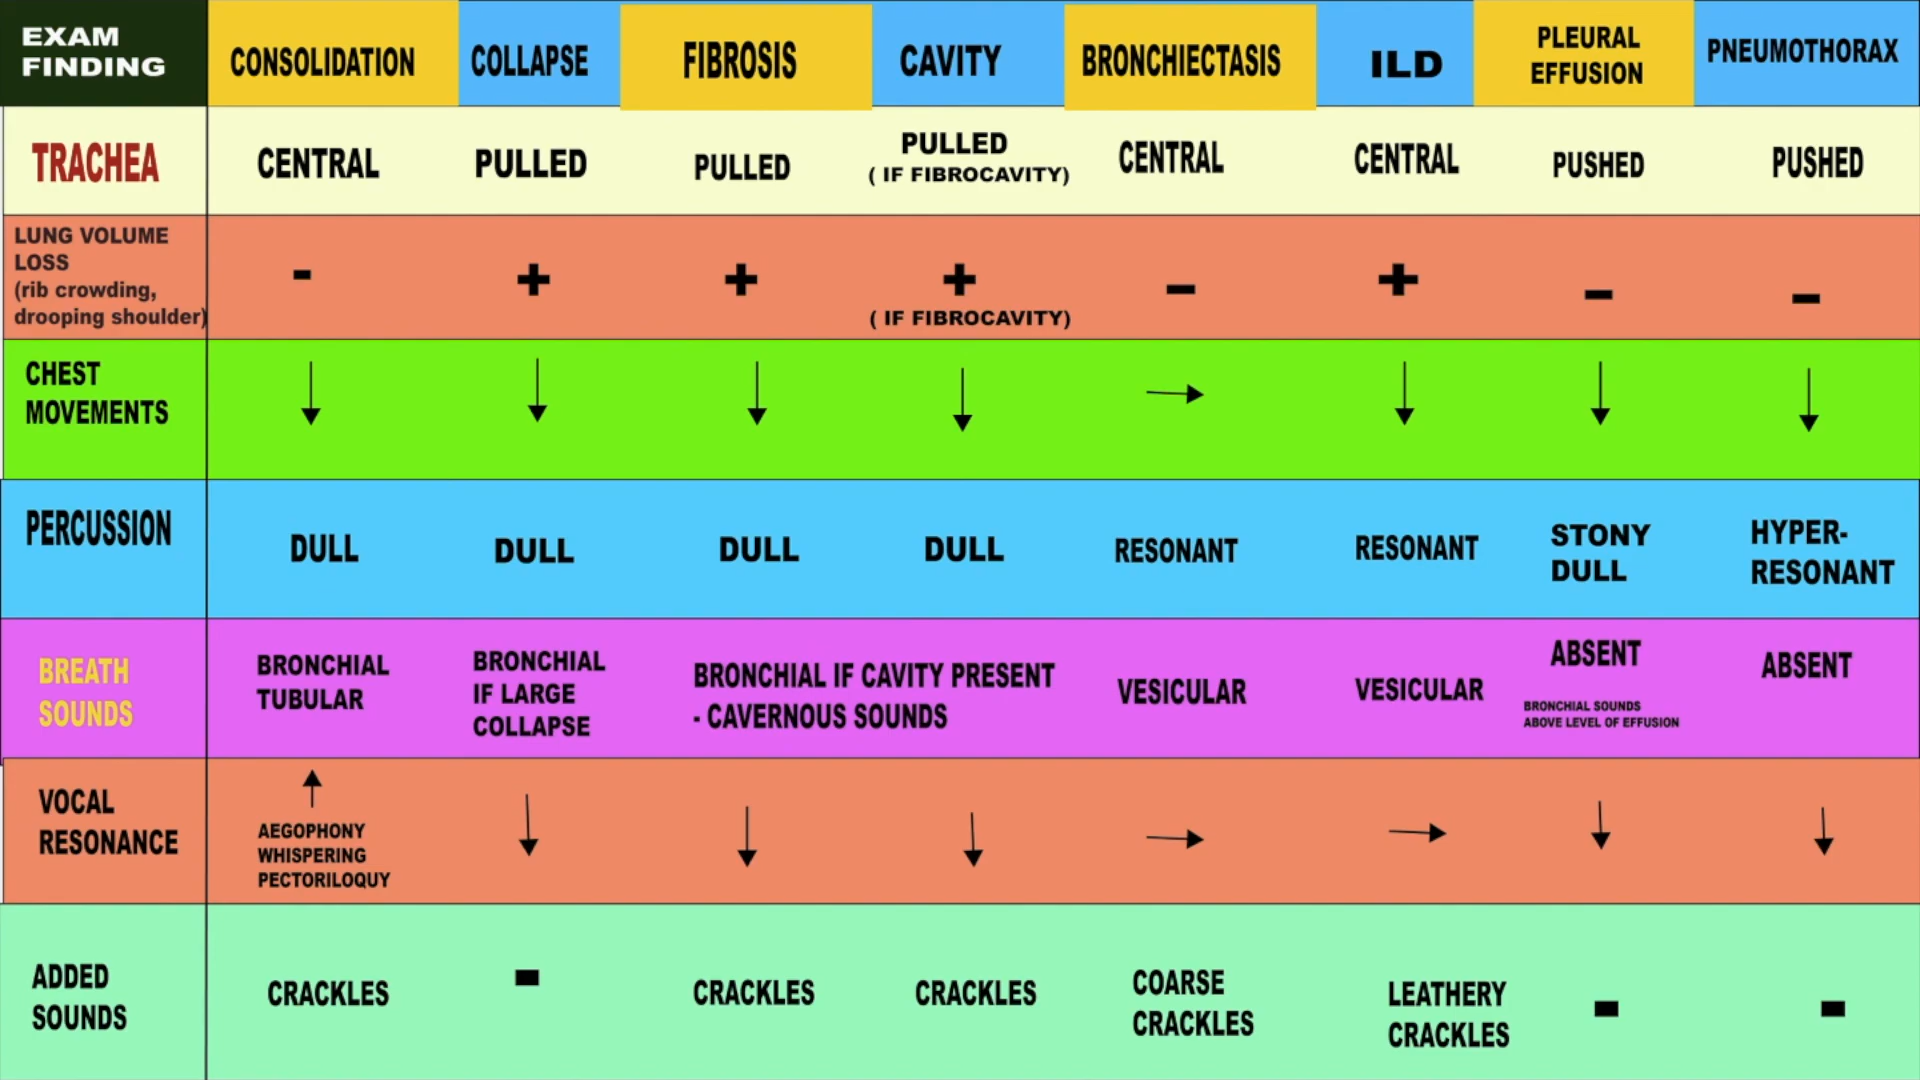 EXAM
FINDING
CONSOLIDATION
COLLAPSE
FIBROSIS
CAVITY
BRONCHIECTASIS
ILD
PLEURAL
EFFUSION
PNEUMOTHORAX
TRACHEA
CENTRAL
PULLED
PULLED
PULLED
( IF FIBROCAVITY)
CENTRAL
CENTRAL
PUSHED
PUSHED
LUNG VOLUME
LOSS
(rib crowding,
drooping shoulder)
-
+
+
+
( IF FIBROCAVITY)
-
+
-
-
CHEST
MOVEMENTS
↓
↓
↓
↓
→
↓
↓
↓
PERCUSSION
DULL
DULL
DULL
DULL
RESONANT
RESONANT
STONY
DULL
HYPER-
RESONANT
BREATH
SOUNDS
BRONCHIAL
TUBULAR
BRONCHIAL
IF LARGE
COLLAPSE
BRONCHIAL IF CAVITY PRESENT
- CAVERNOUS SOUNDS
VESICULAR
VESICULAR
ABSENT
BRONCHIAL SOUNDS
ABOVE LEVEL OF EFFUSION
ABSENT
VOCAL
RESONANCE
↑
AEGOPHONY
WHISPERING
PECTORILOQUY
↓
↓
↓
→
→
↓
↓
ADDED
SOUNDS
CRACKLES
-
CRACKLES
CRACKLES
COARSE
CRACKLES
LEATHERY
CRACKLES
-
-